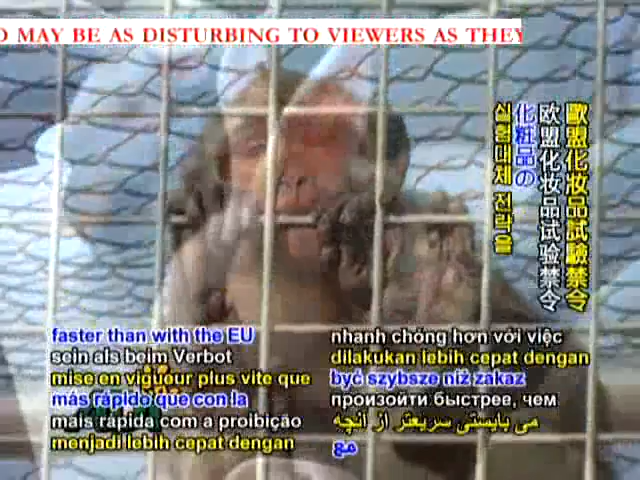 D MAY BE AS DISTURBING TO VIEWERS AS THEY
歐盟化妝品試驗禁令
欧盟化妆品试验禁令
化粧品の
실험대체 전략을
faster than with the EU
sein als beim Verbot
mise en vigueur plus vite que
más rápido que con la
mais rápida com a proibição
menjadi lebih cepat dengan
nhanh chóng hơn với việc
dilakukan lebih cepat dengan
być szybsze niż zakaz
произойти быстрее, чем
می بایستی سریعتر از آنچه
مع